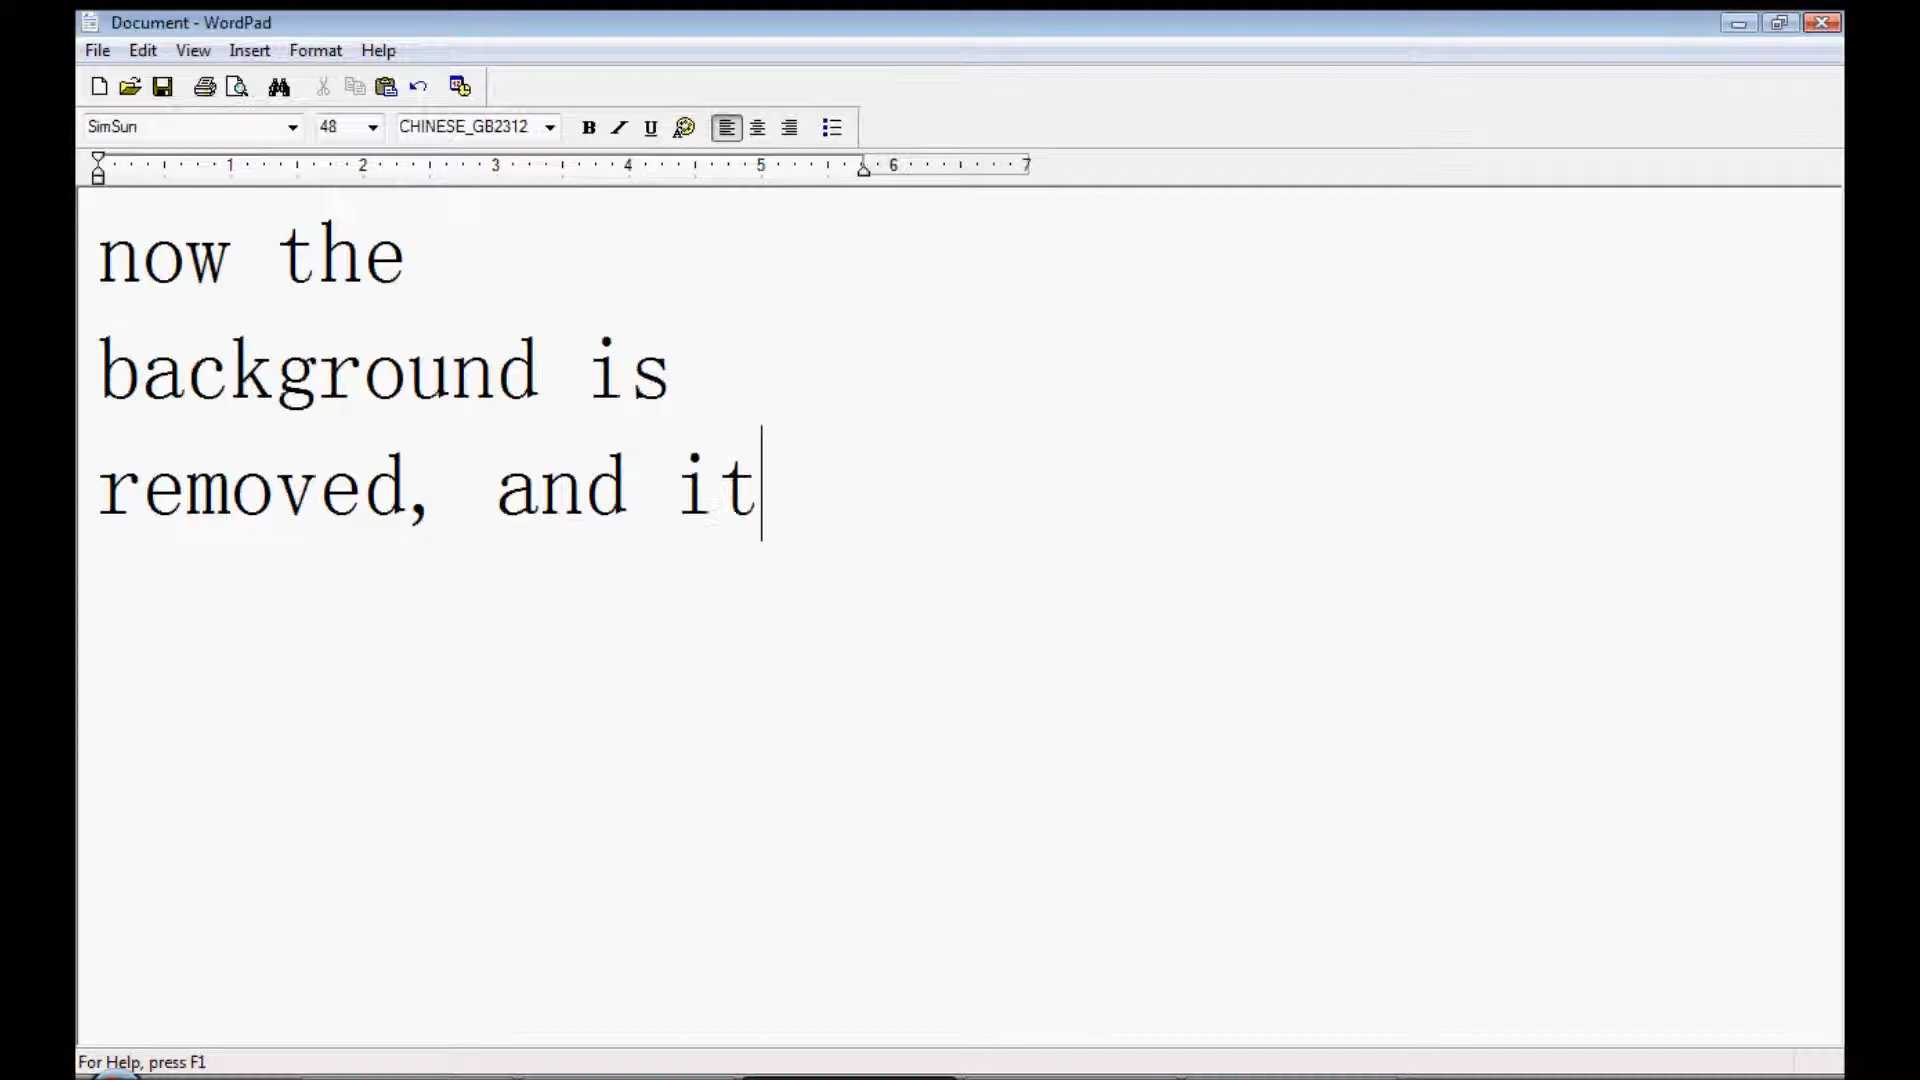 Document - WordPad
File Edit View Insert Format Help
SimSun 48 CHINESE_GB2312 B I U
1 2 3 4 5 6 7
now the
background is
removed, and it
For Help, press F1